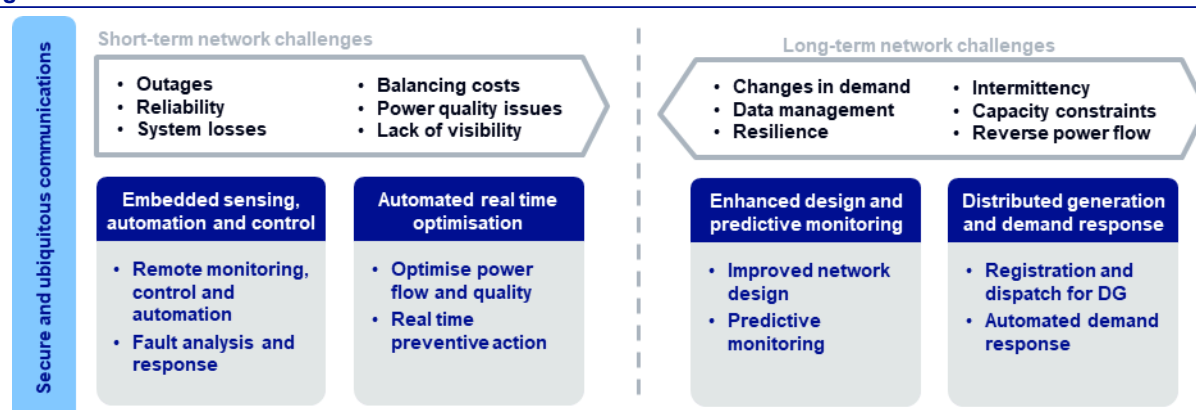 Secure and ubiquitous communications
Short-term network challenges
• Outages
• Reliability
• System losses
• Balancing costs
• Power quality issues
• Lack of visibility
Long-term network challenges
• Changes in demand
• Data management
• Resilience
• Intermittency
• Capacity constraints
• Reverse power flow
Embedded sensing,
automation and control
• Remote monitoring,
control and
automation
• Fault analysis and
response
Automated real time
optimisation
• Optimise power
flow and quality
• Real time
preventive action
Enhanced design and
predictive monitoring
• Improved network
design
• Predictive
monitoring
Distributed generation
and demand response
• Registration and
dispatch for DG
• Automated demand
response